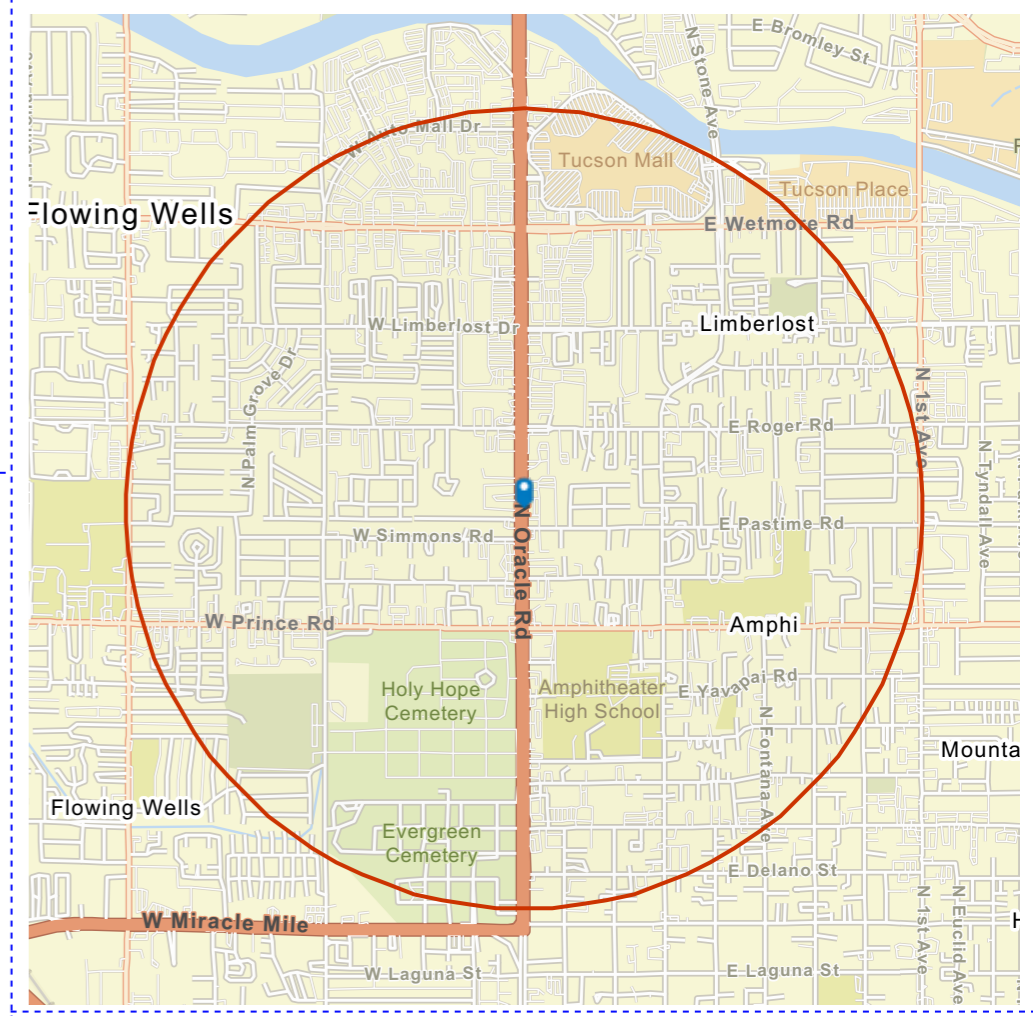 E Bromley St
N Stone Ave
W Auto Mall Dr
Tucson Mall
Tucson Place
Flowing Wells
E Wetmore Rd
W Limberlost Dr
Limberlost
N Palm Grove Dr
N 1st Ave
E Roger Rd
N Tyndall Ave
N Oracle Rd
W Simmons Rd
E Pastime Rd
W Prince Rd
Amphi
Holy Hope
Cemetery
Amphitheater
High School
E Yavapai Rd
N Fontana Ave
Mounta
Flowing Wells
Evergreen
Cemetery
E Delano St
W Miracle Mile
N 1st Ave
N Euclid Ave
H
W Laguna St
E Laguna St